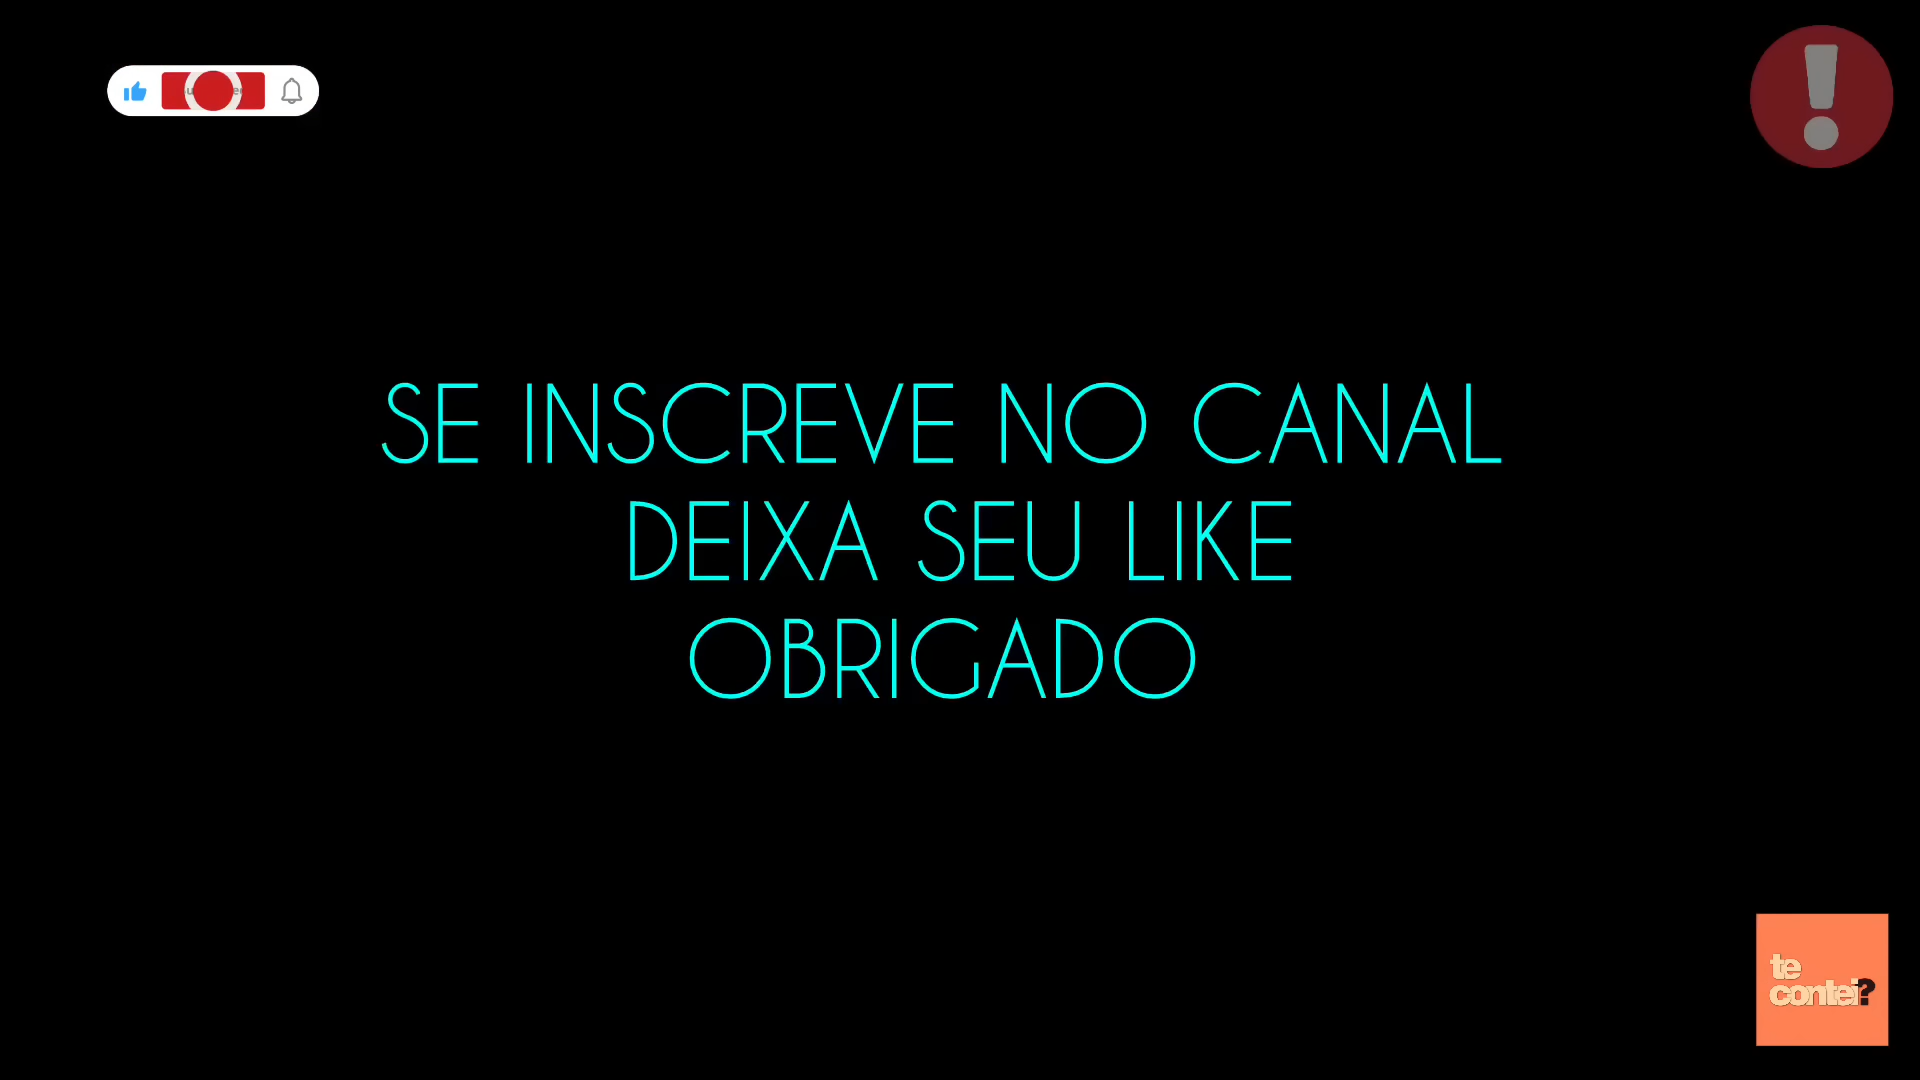 SE INSCREVE NO CANAL
DEIXA SEU LIKE
OBRIGADO
te
contei?